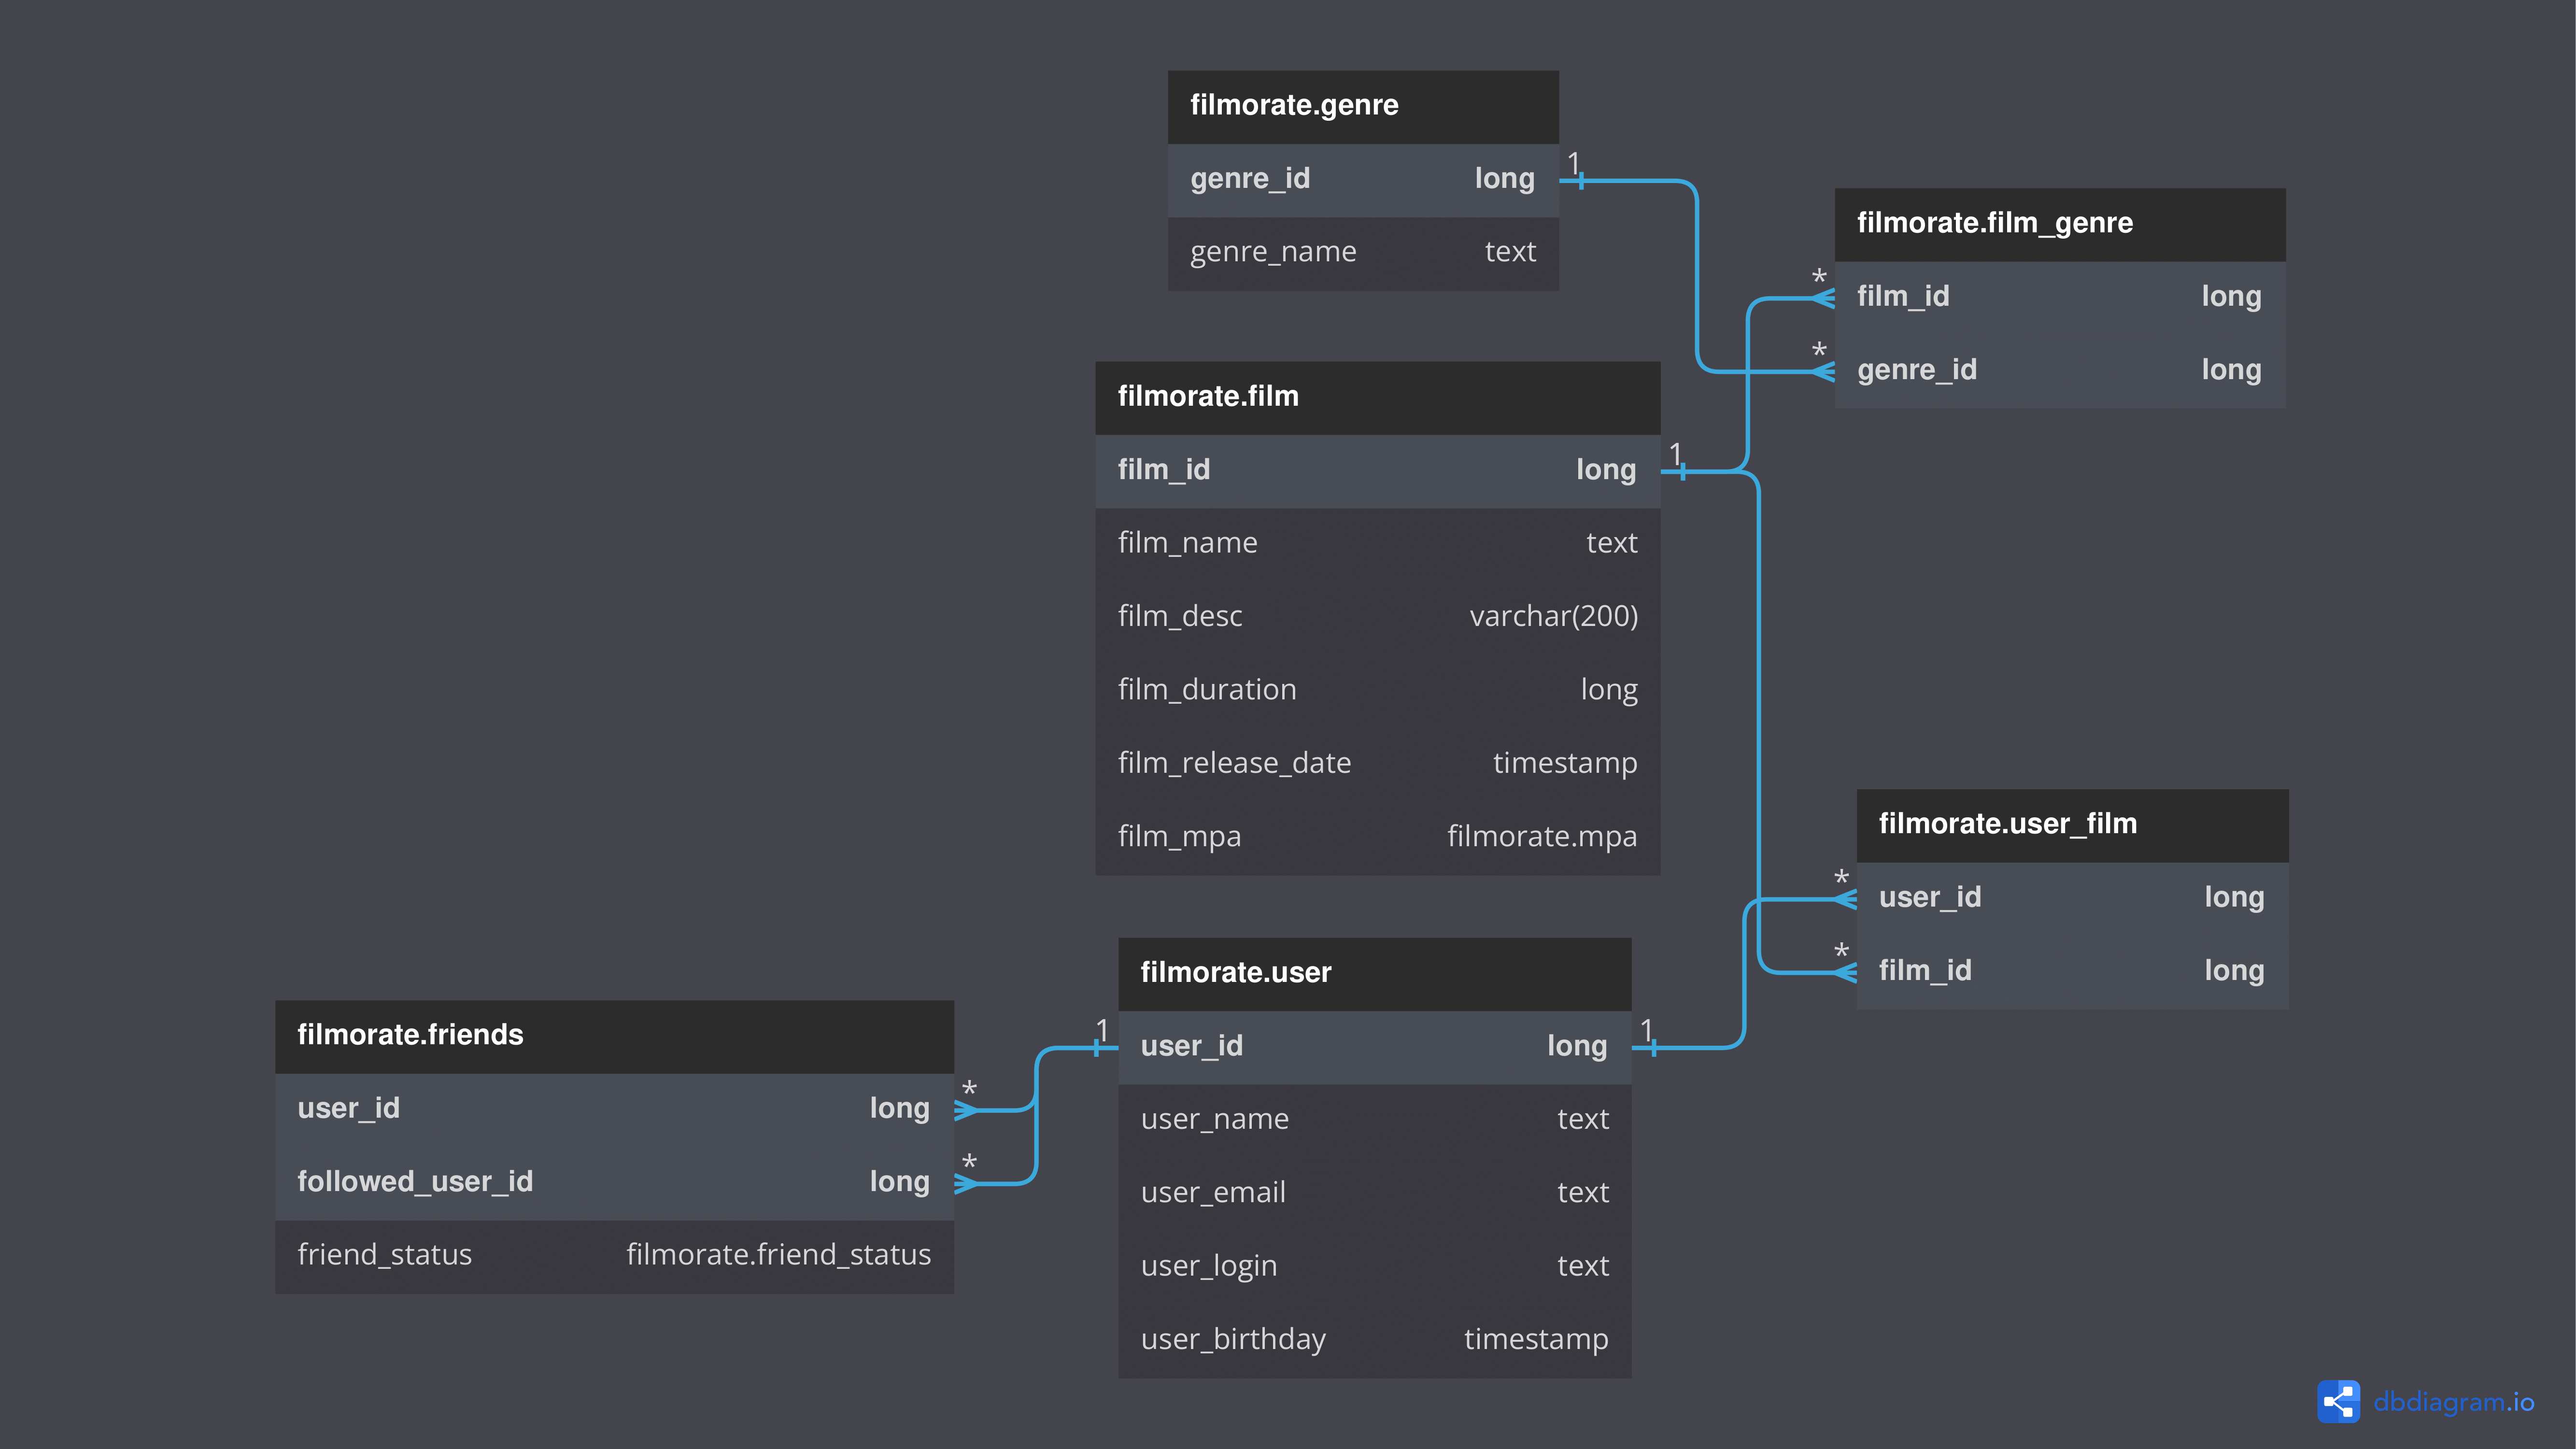 filmorate.genre
genre_id long
genre_name text
1
filmorate.film_genre
* film_id long
* genre_id long
filmorate.film
film_id long 1
film_name text
film_desc varchar(200)
film_duration long
film_release_date timestamp
film_mpa filmorate.mpa
filmorate.user_film
* user_id long
* film_id long
filmorate.user
1 user_id long 1
user_name text
user_email text
user_login text
user_birthday timestamp
filmorate.friends
user_id long *
followed_user_id long *
friend_status filmorate.friend_status
dbdiagram.io